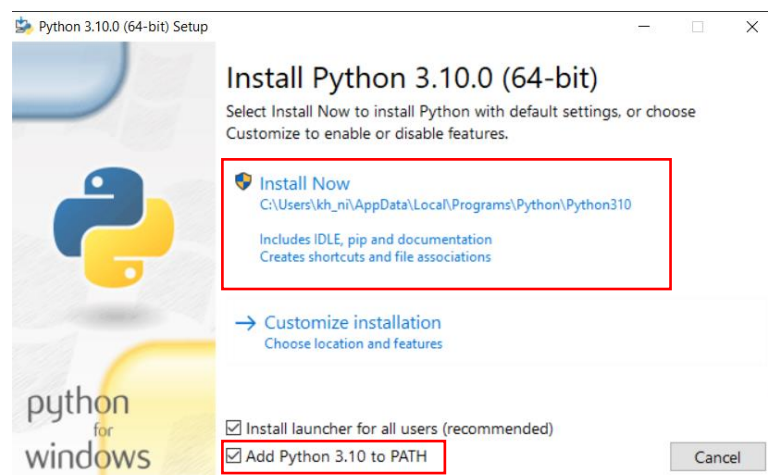 Python 3.10.0 (64-bit) Setup
Install Python 3.10.0 (64-bit)
Select Install Now to install Python with default settings, or choose
Customize to enable or disable features.
Install Now
C:\Users\kh_ni\AppData\Local\Programs\Python\Python310
Includes IDLE, pip and documentation
Creates shortcuts and file associations
Customize installation
Choose location and features
python
for
windows
Install launcher for all users (recommended)
Add Python 3.10 to PATH
Cancel